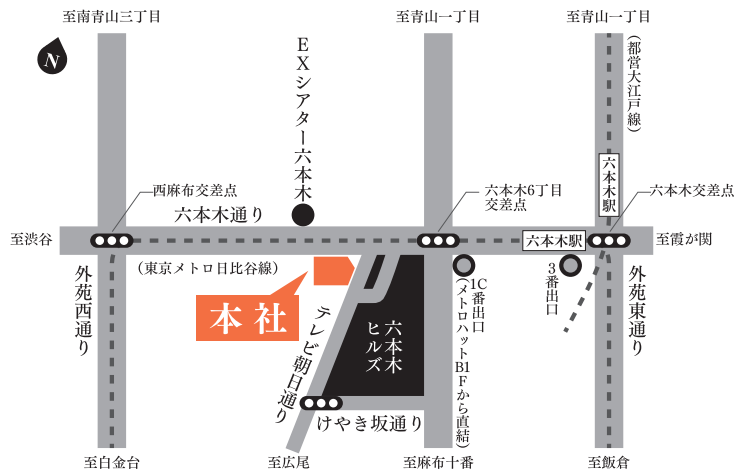 至南青山三丁目
至青山一丁目
至青山一丁目
N
EXシアター六本木
(都営大江戸線)
六本木駅
西麻布交差点
六本木6丁目
交差点
六本木交差点
六本木通り
至渋谷
六本木駅
至霞が関
(東京メトロ日比谷線)
外苑西通り
本社
テレビ朝日通り
六本木
ヒルズ
1C
番出口
(メトロハットB1Fから直結)
3番出口
外苑東通り
けやき坂通り
至白金台
至広尾
至麻布十番
至飯倉